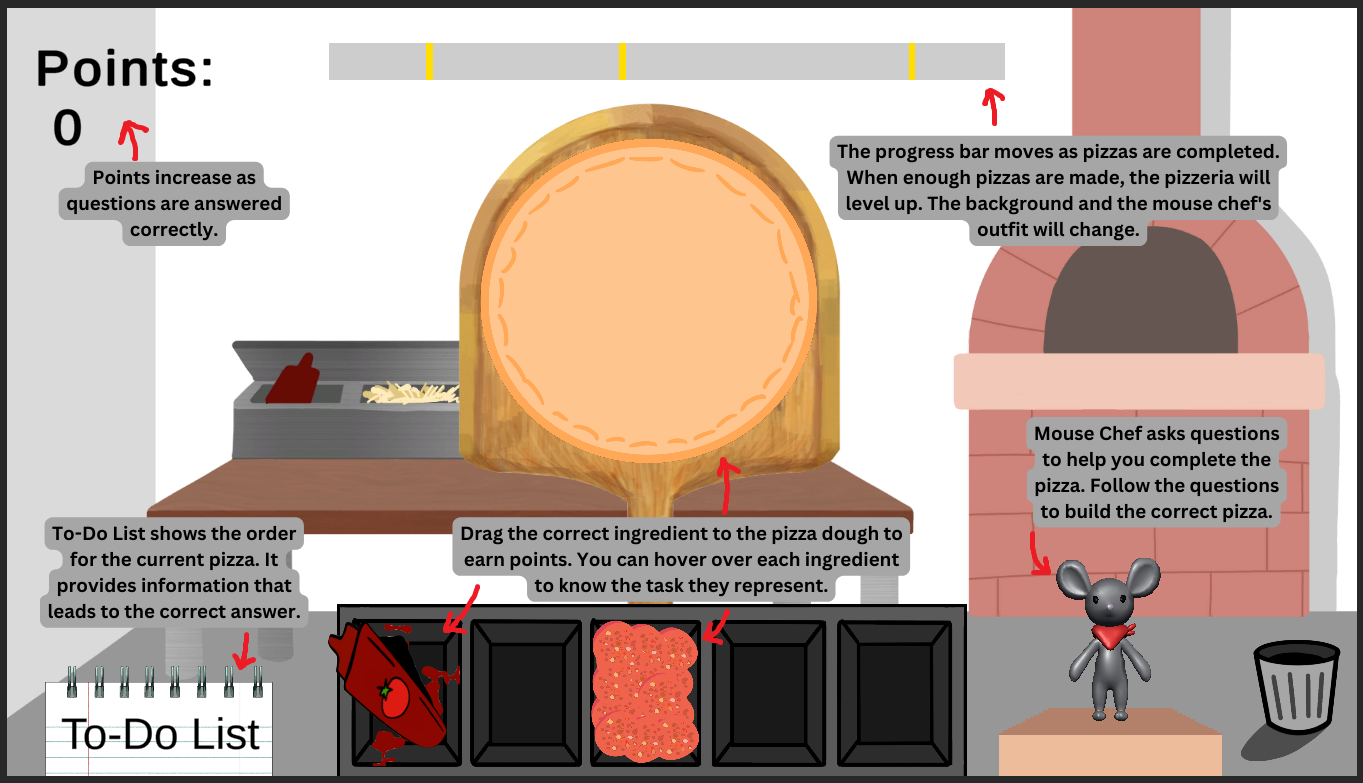 Points:
0
Points increase as
questions are answered
correctly.
The progress bar moves as pizzas are completed.
When enough pizzas are made, the pizzeria will
level up. The background and the mouse chef's
outfit will change.
Mouse Chef asks questions
to help you complete the
pizza. Follow the questions
to build the correct pizza.
To-Do List shows the order
for the current pizza. It
provides information that
leads to the correct answer.
Drag the correct ingredient to the pizza dough to
earn points. You can hover over each ingredient
to know the task they represent.
To-Do List